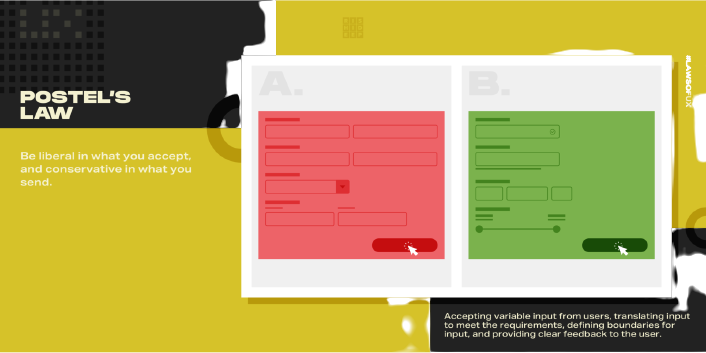 POSTEL'S
LAW
Be liberal in what you accept,
and conservative in what you
send.
A.
B.
#LAWSOFUX
Accepting variable input from users, translating input
to meet the requirements, defining boundaries for
input, and providing clear feedback to the user.